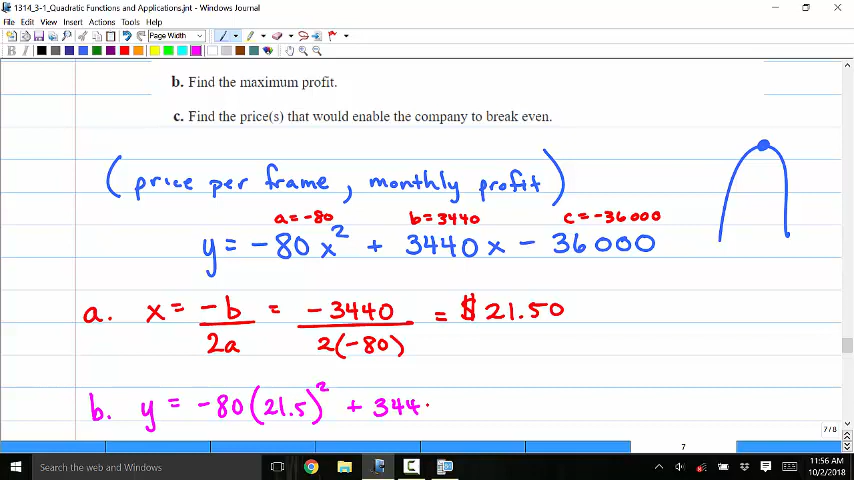 1314_3-1_Quadratic Functions and Applications.jnt - Windows Journal
File Edit View Insert Actions Tools Help
Page Width
B I
b. Find the maximum profit.
c. Find the price(s) that would enable the company to break even.
(price per frame, monthly profit)
a=-80 b=3440 c=-36000
y = -80x² + 3440x - 36000
a. x = -b/2a = -3440/2(-80) = $21.50
b. y = -80(21.5)² + 344
7/8
7
Search the web and Windows
11:56 AM
10/2/2018